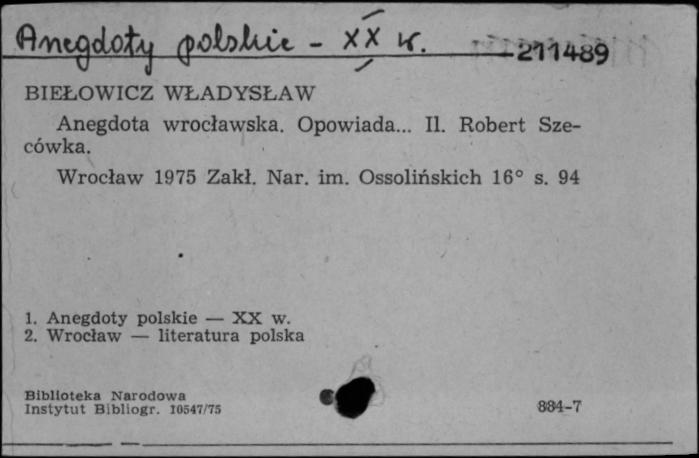 Anegdoty polskie - XX w.
211489
BIEŁOWICZ WŁADYSŁAW
Anegdota wrocławska. Opowiada... Il. Robert Sze-
cówka.
Wrocław 1975 Zakł. Nar. im. Ossolińskich 16° s. 94
1. Anegdoty polskie — XX w.
2. Wrocław — literatura polska
Biblioteka Narodowa
Instytut Bibliogr. 10547/75
884-7